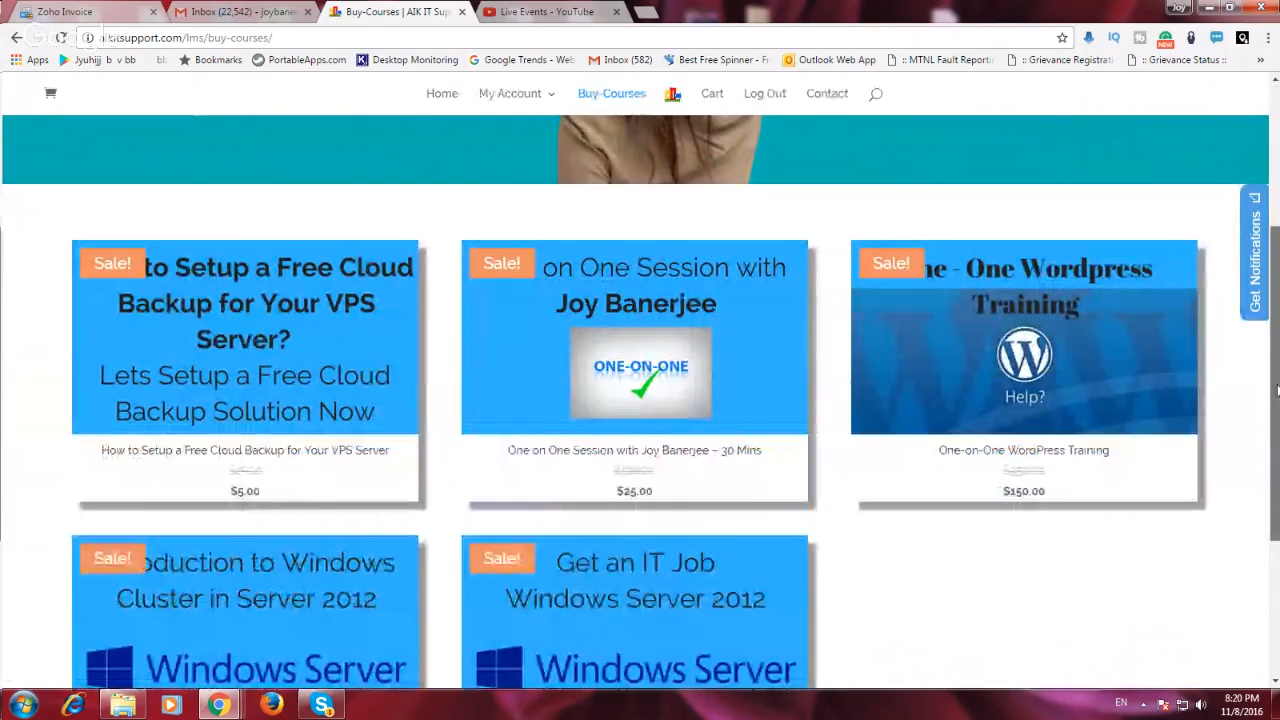 Zoho Invoice
Inbox (22,542) - joybane
Buy-Courses | AIK IT Sup
Live Events - YouTube
Joy
itsupport.com/lms/buy-courses/
Apps
Jyuhijj b v bb
Bookmarks
PortableApps.com
Desktop Monitoring
Google Trends - Web
Inbox (582)
Best Free Spinner - Fr
Outlook Web App
:: MTNL Fault Reporti
:: Grievance Registrati
:: Grievance Status ::
»
Home
My Account
Buy-Courses
Cart
Log Out
Contact
Get Notifications
Sale!
to Setup a Free Cloud
Backup for Your VPS
Server?
Lets Setup a Free Cloud
Backup Solution Now
How to Setup a Free Cloud Backup for Your VPS Server
$5.00
Sale!
on One Session with
Joy Banerjee
ONE-ON-ONE
One on One Session with Joy Banerjee – 30 Mins
$25.00
Sale!
ne - One Wordpress
Training
Help?
One-on-One WordPress Training
$150.00
Sale!
oduction to Windows
Cluster in Server 2012
Windows Server
Sale!
Get an IT Job
Windows Server 2012
Windows Server
EN
8:20 PM
11/8/2016